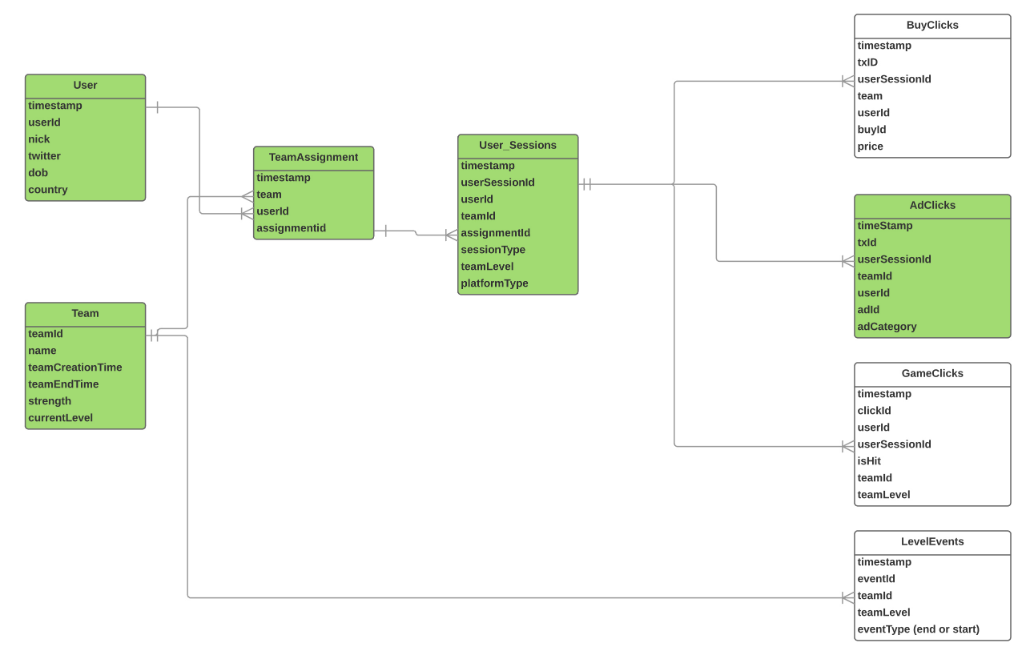 User
timestamp
userId
nick
twitter
dob
country
Team
teamId
name
teamCreationTime
teamEndTime
strength
currentLevel
TeamAssignment
timestamp
team
userId
assignmentid
User_Sessions
timestamp
userSessionId
userId
teamId
assignmentId
sessionType
teamLevel
platformType
BuyClicks
timestamp
txID
userSessionId
team
userId
buyId
price
AdClicks
timeStamp
txId
userSessionId
teamId
userId
adId
adCategory
GameClicks
timestamp
clickId
userId
userSessionId
isHit
teamId
teamLevel
LevelEvents
timestamp
eventId
teamId
teamLevel
eventType (end or start)